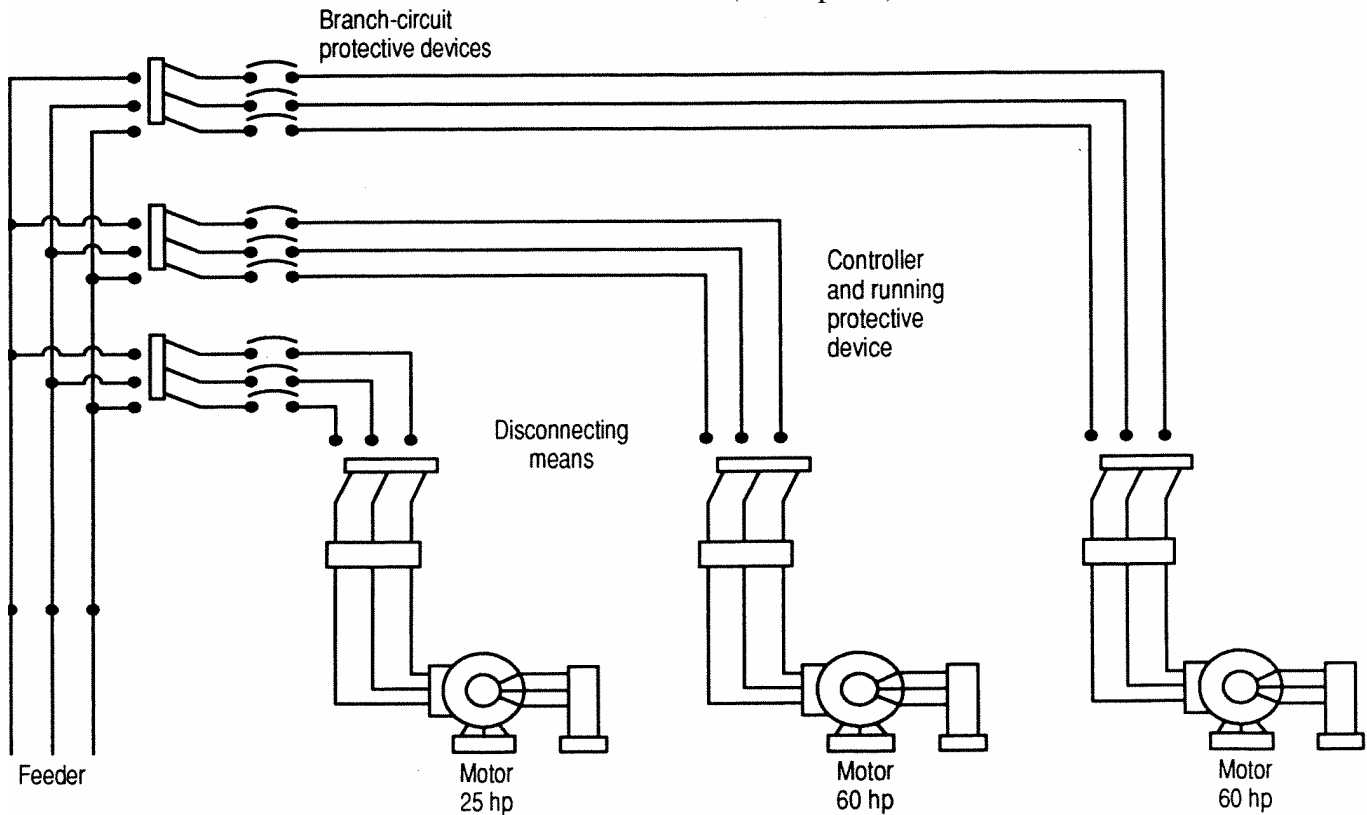 Branch-circuit
protective devices
Controller
and running
protective
device
Disconnecting
means
Feeder
Motor
25 hp
Motor
60 hp
Motor
60 hp